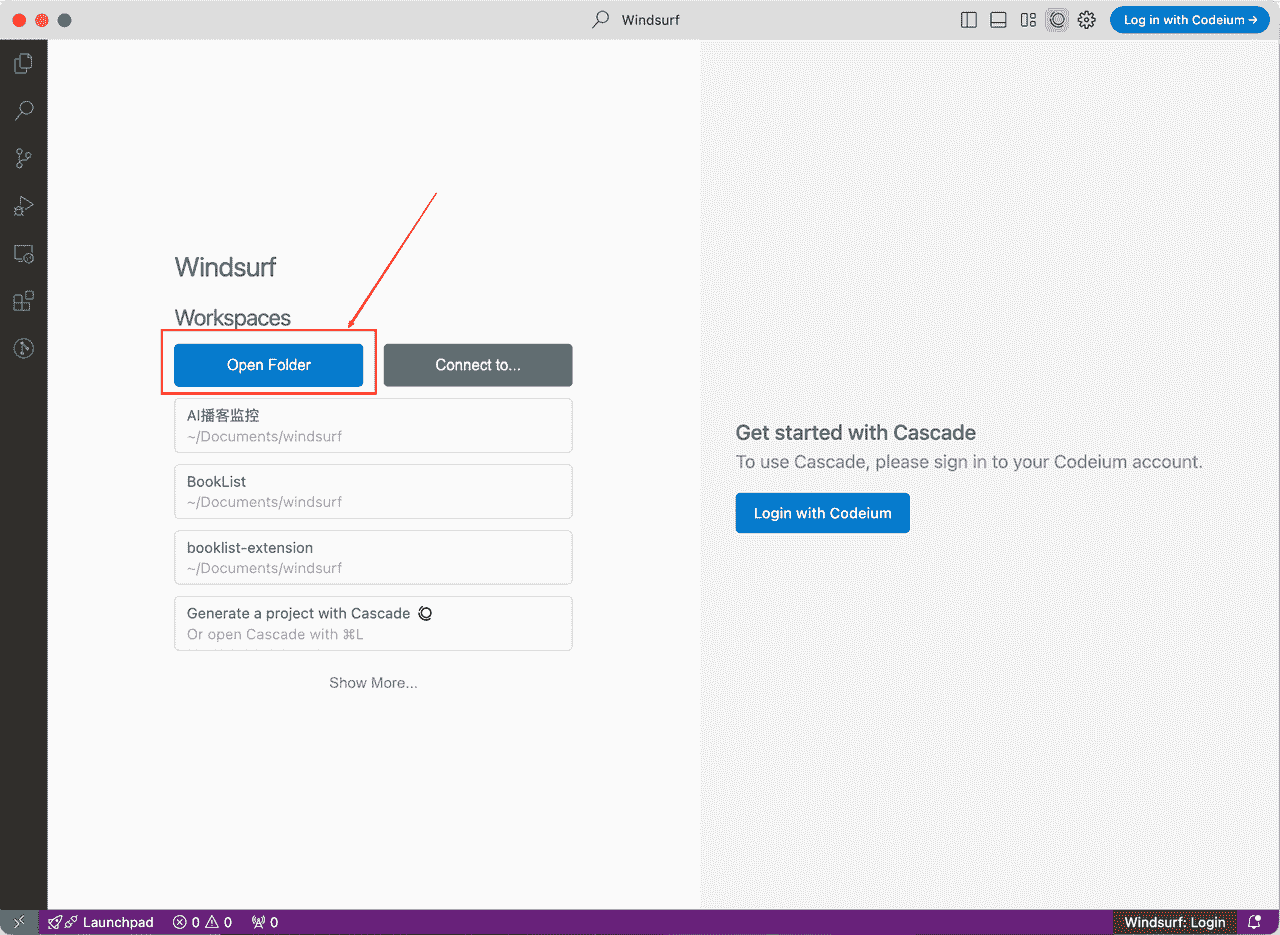 Windsurf
Log in with Codeium →
Windsurf
Workspaces
Open Folder
Connect to...
AI播客监控
~/Documents/windsurf
BookList
~/Documents/windsurf
booklist-extension
~/Documents/windsurf
Generate a project with Cascade
Or open Cascade with ⌘L
Show More...
Get started with Cascade
To use Cascade, please sign in to your Codeium account.
Login with Codeium
Launchpad 0 0 0 Windsurf: Login